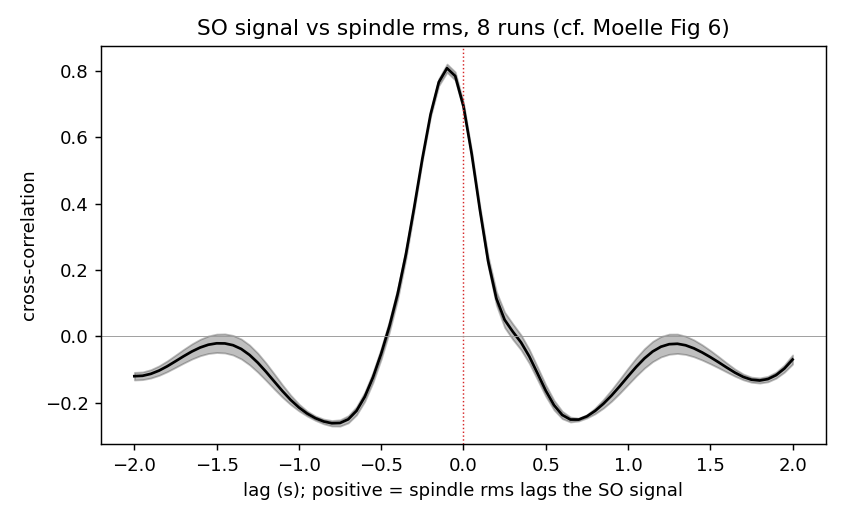 SO signal vs spindle rms, 8 runs (cf. Moelle Fig 6)
cross-correlation
0.8
0.6
0.4
0.2
0.0
−0.2
−2.0 −1.5 −1.0 −0.5 0.0 0.5 1.0 1.5 2.0
lag (s); positive = spindle rms lags the SO signal